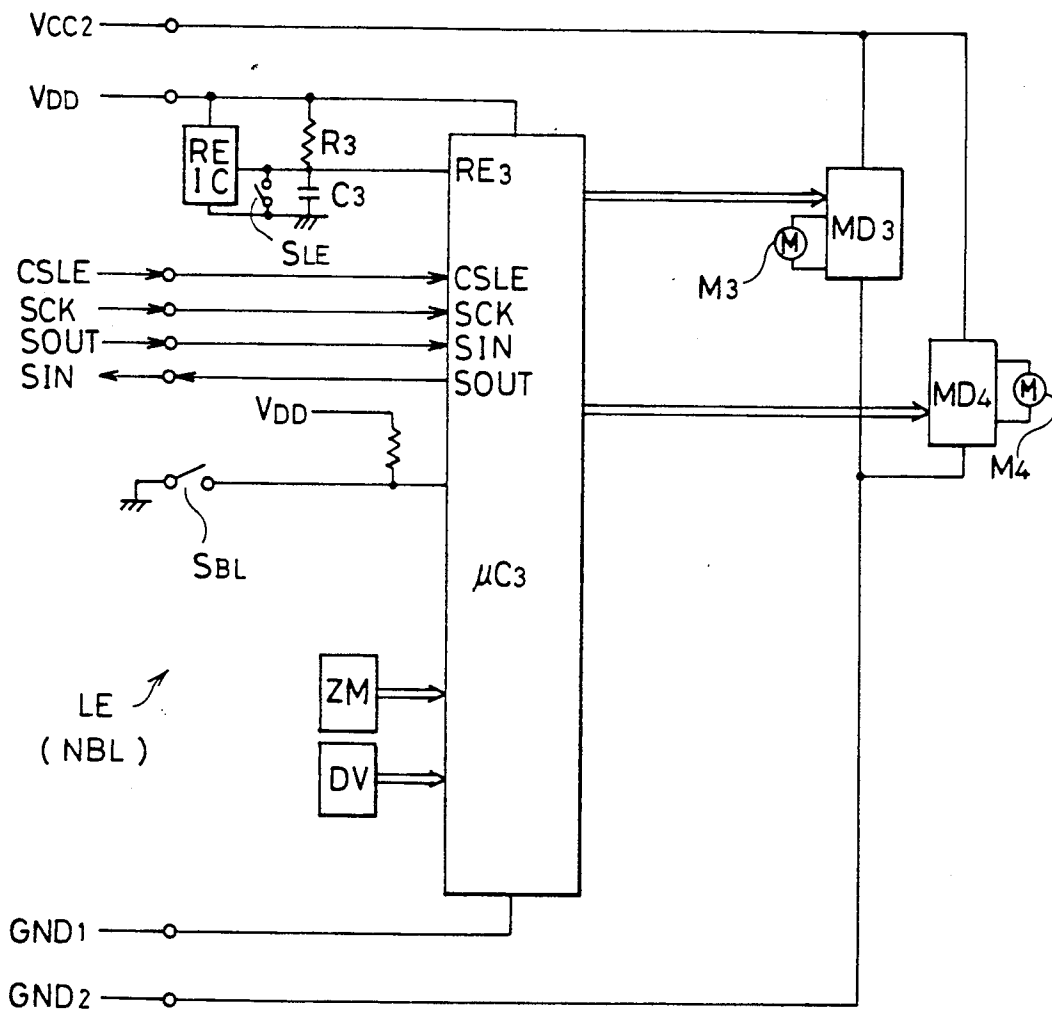 VCC2
VDD
RE
IC
R3
C3
SLE
RE3
MD3
M
M3
CSLE
CSLE
SCK
SCK
SOUT
SIN
SIN
SOUT
VDD
MD4
M
M4
SBL
μC3
ZM
LE
(NBL)
DV
GND1
GND2